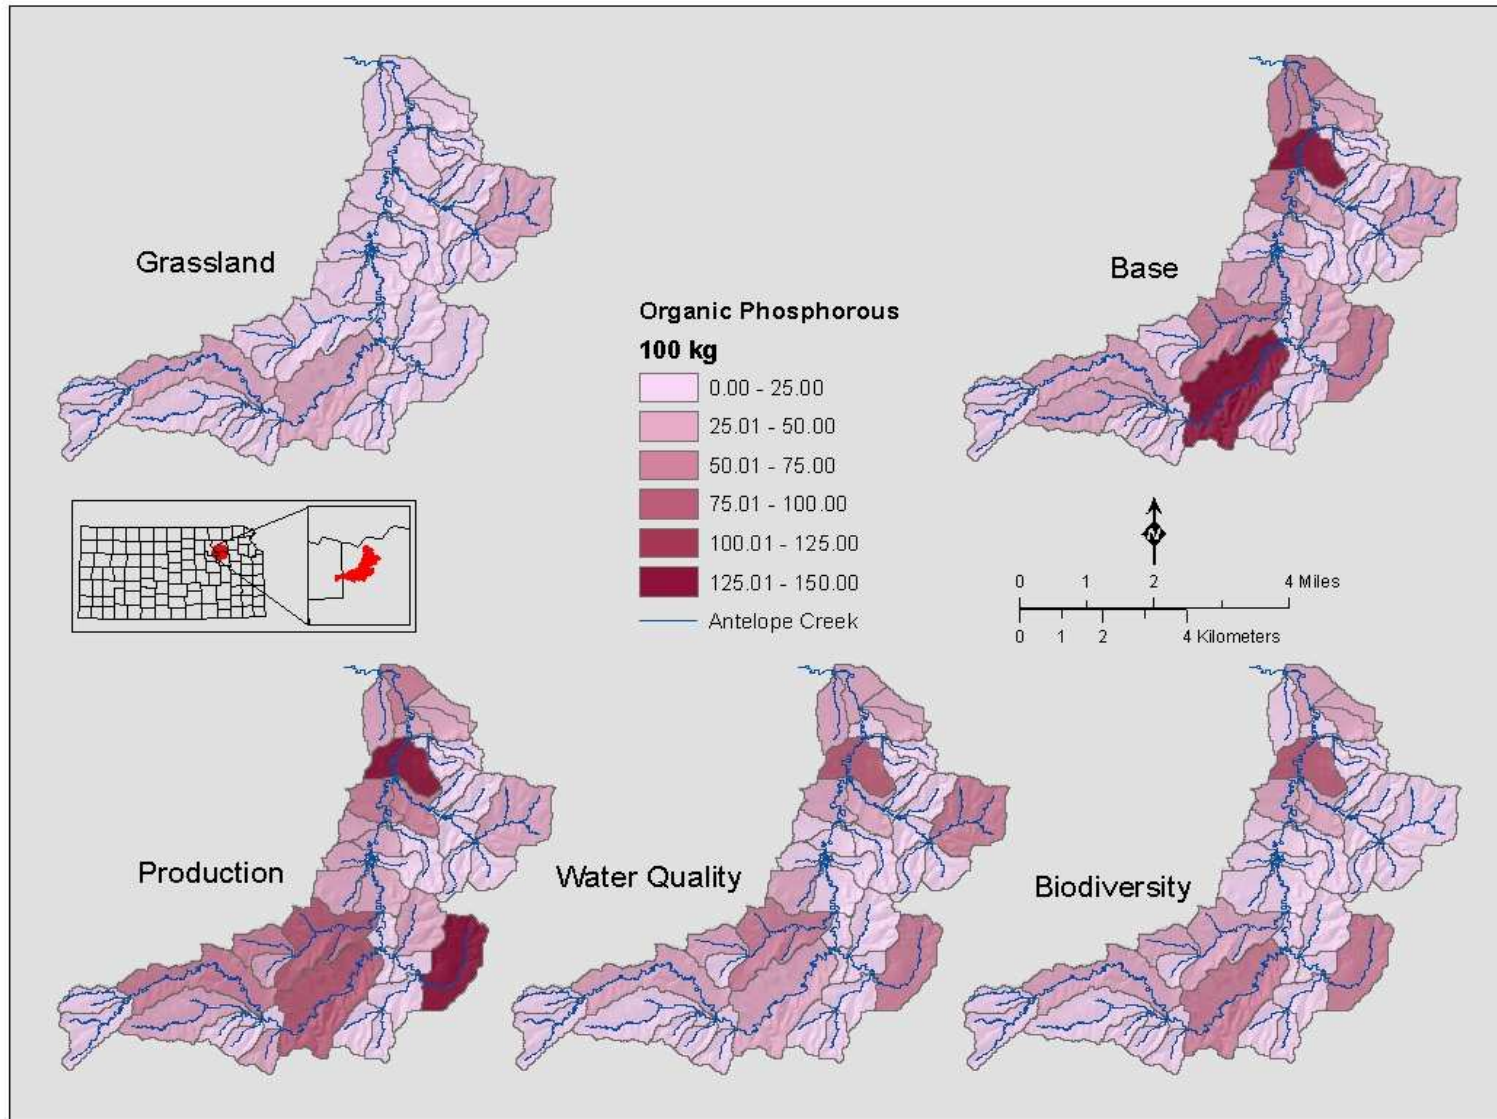 Grassland
Base
Organic Phosphorous
100 kg
0.00 - 25.00
25.01 - 50.00
50.01 - 75.00
75.01 - 100.00
100.01 - 125.00
125.01 - 150.00
Antelope Creek
N
0 1 2 4 Miles
0 1 2 4 Kilometers
Production
Water Quality
Biodiversity